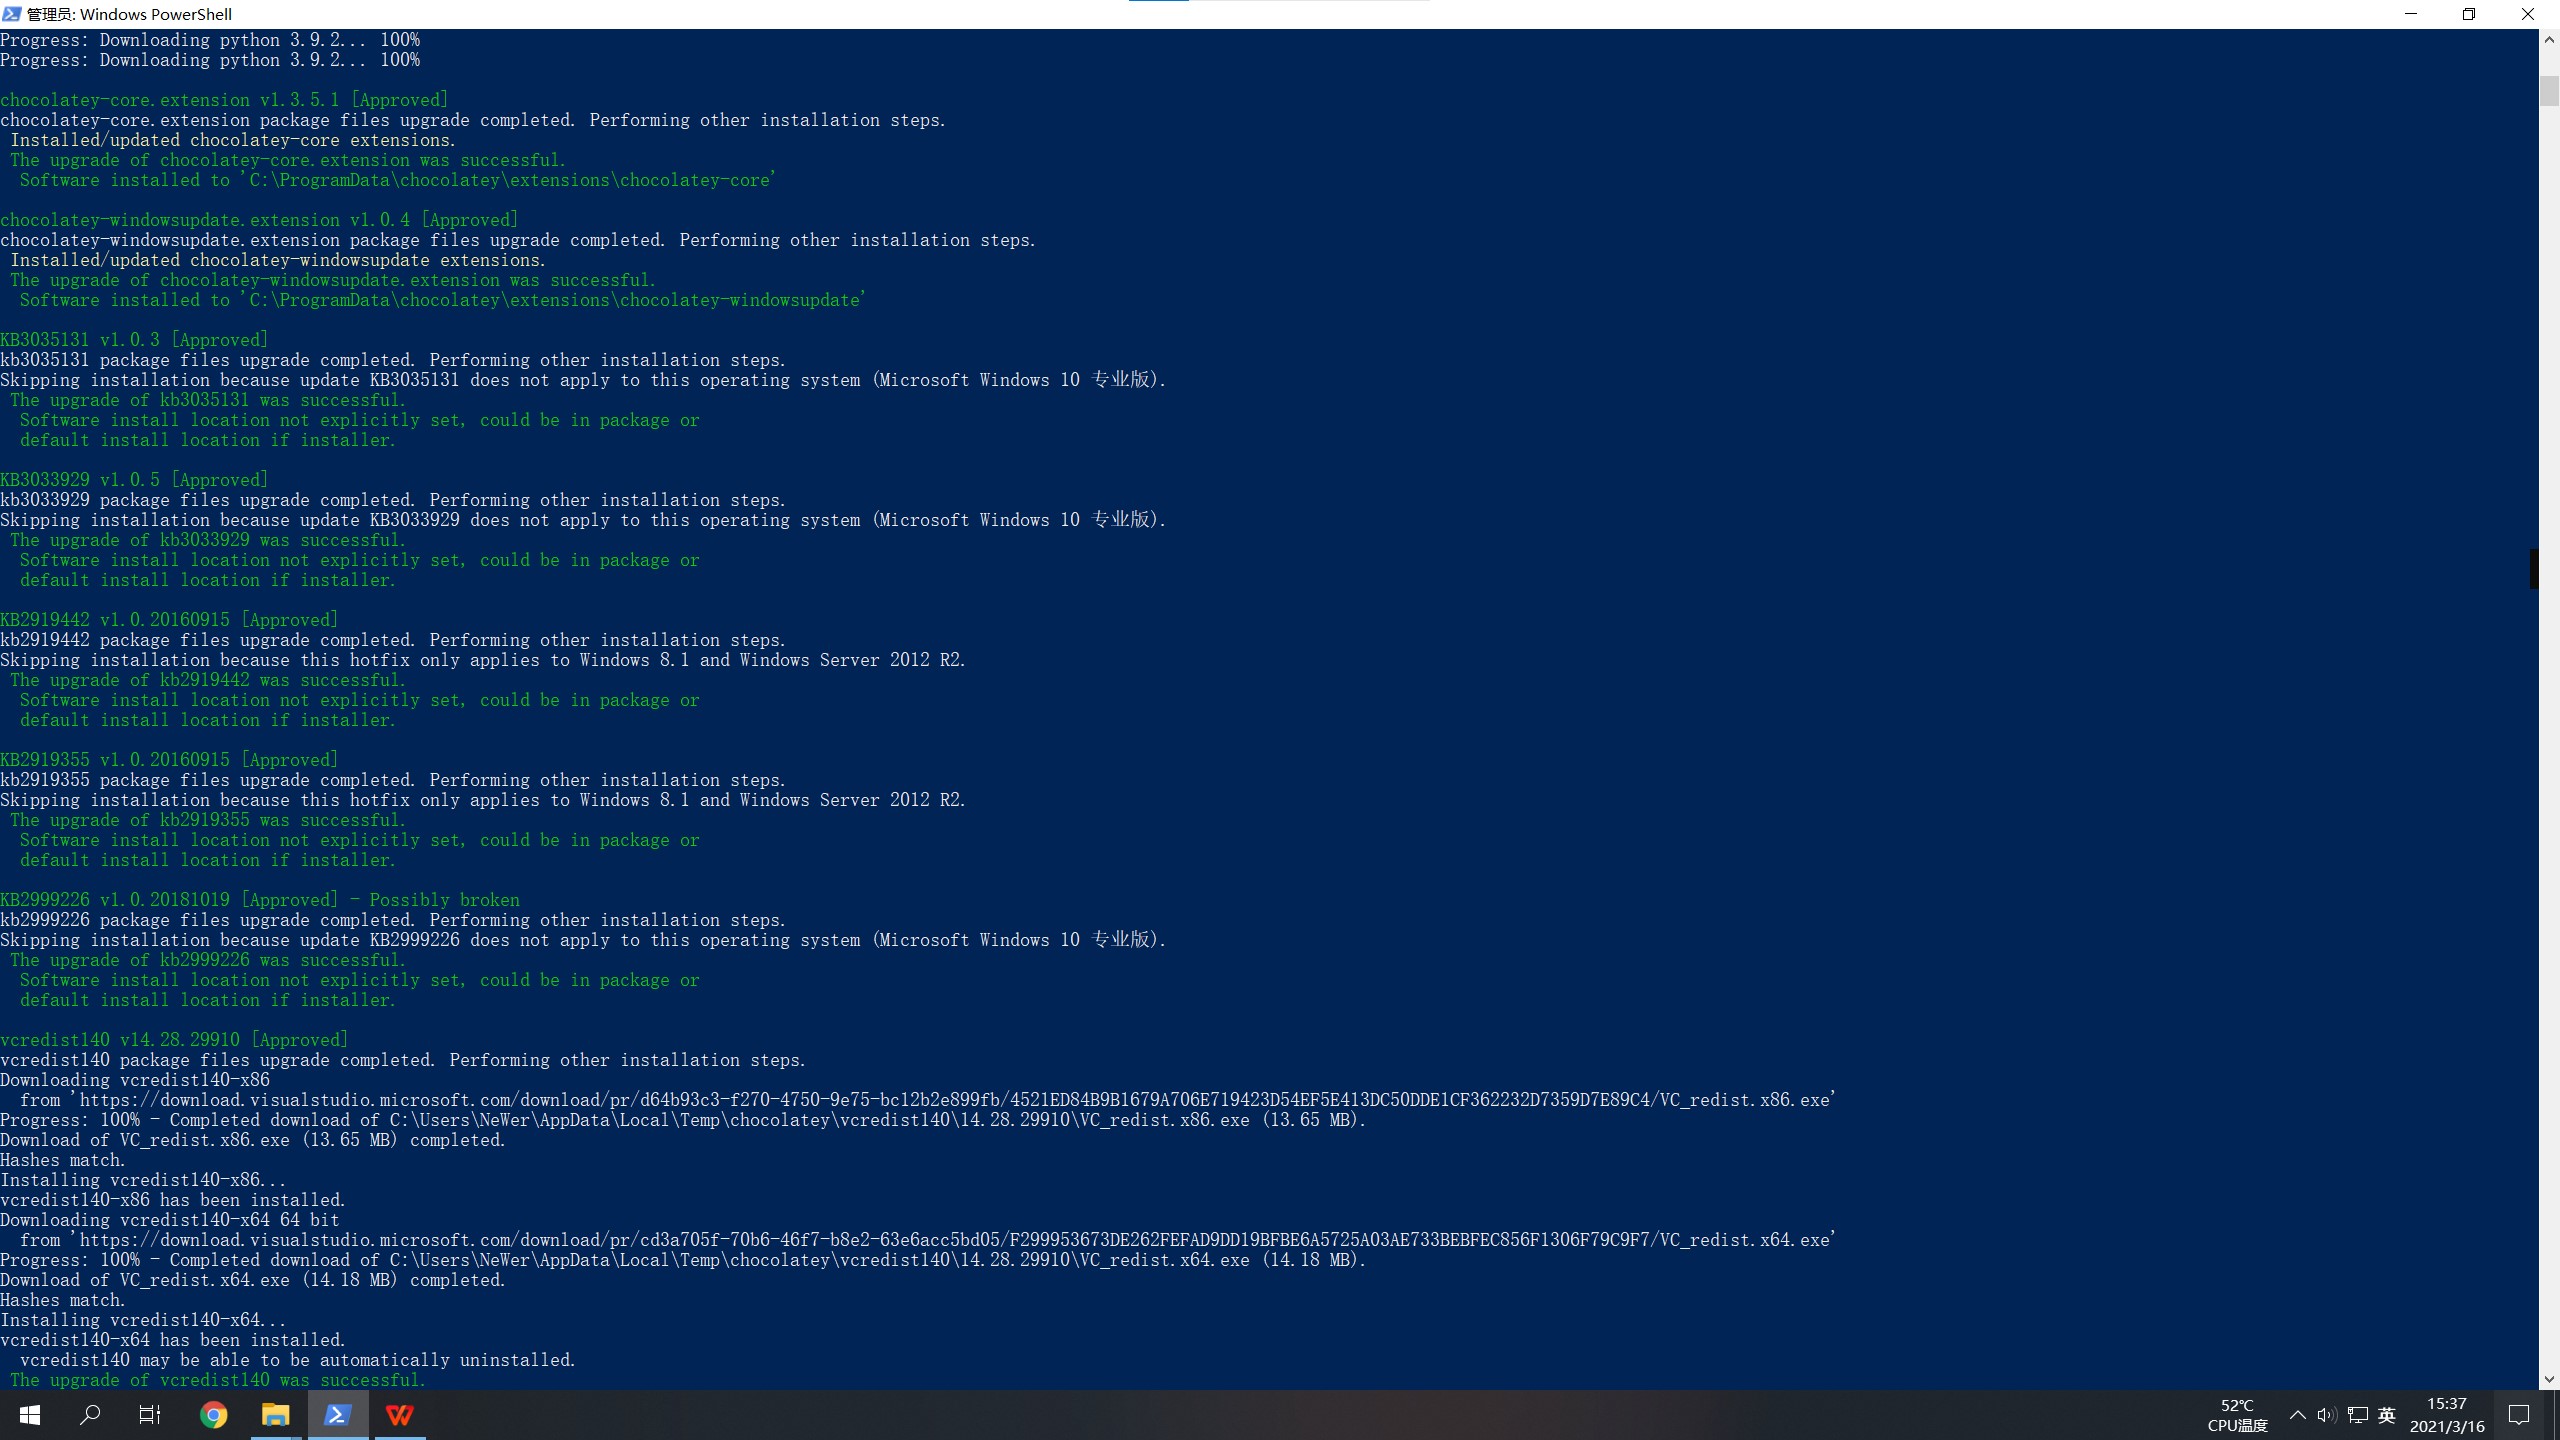 管理员: Windows PowerShell
Progress: Downloading python 3.9.2... 100%
Progress: Downloading python 3.9.2... 100%
chocolatey-core.extension v1.3.5.1 [Approved]
chocolatey-core.extension package files upgrade completed. Performing other installation steps.
Installed/updated chocolatey-core extensions.
The upgrade of chocolatey-core.extension was successful.
Software installed to 'C:\ProgramData\chocolatey\extensions\chocolatey-core'
chocolatey-windowsupdate.extension v1.0.4 [Approved]
chocolatey-windowsupdate.extension package files upgrade completed. Performing other installation steps.
Installed/updated chocolatey-windowsupdate extensions.
The upgrade of chocolatey-windowsupdate.extension was successful.
Software installed to 'C:\ProgramData\chocolatey\extensions\chocolatey-windowsupdate'
KB3035131 v1.0.3 [Approved]
kb3035131 package files upgrade completed. Performing other installation steps.
Skipping installation because update KB3035131 does not apply to this operating system (Microsoft Windows 10 专业版).
The upgrade of kb3035131 was successful.
Software install location not explicitly set, could be in package or
default install location if installer.
KB3033929 v1.0.5 [Approved]
kb3033929 package files upgrade completed. Performing other installation steps.
Skipping installation because update KB3033929 does not apply to this operating system (Microsoft Windows 10 专业版).
The upgrade of kb3033929 was successful.
Software install location not explicitly set, could be in package or
default install location if installer.
KB2919442 v1.0.20160915 [Approved]
kb2919442 package files upgrade completed. Performing other installation steps.
Skipping installation because this hotfix only applies to Windows 8.1 and Windows Server 2012 R2.
The upgrade of kb2919442 was successful.
Software install location not explicitly set, could be in package or
default install location if installer.
KB2919355 v1.0.20160915 [Approved]
kb2919355 package files upgrade completed. Performing other installation steps.
Skipping installation because this hotfix only applies to Windows 8.1 and Windows Server 2012 R2.
The upgrade of kb2919355 was successful.
Software install location not explicitly set, could be in package or
default install location if installer.
KB2999226 v1.0.20181019 [Approved] - Possibly broken
kb2999226 package files upgrade completed. Performing other installation steps.
Skipping installation because update KB2999226 does not apply to this operating system (Microsoft Windows 10 专业版).
The upgrade of kb2999226 was successful.
Software install location not explicitly set, could be in package or
default install location if installer.
vcredist140 v14.28.29910 [Approved]
vcredist140 package files upgrade completed. Performing other installation steps.
Downloading vcredist140-x86
from 'https://download.visualstudio.microsoft.com/download/pr/d64b93c3-f270-4750-9e75-bc12b2e899fb/4521ED84B9B1679A706E719423D54EF5E413DC50DDE1CF362232D7359D7E89C4/VC_redist.x86.exe'
Progress: 100% - Completed download of C:\Users\NeWer\AppData\Local\Temp\chocolatey\vcredist140\14.28.29910\VC_redist.x86.exe (13.65 MB).
Download of VC_redist.x86.exe (13.65 MB) completed.
Hashes match.
Installing vcredist140-x86...
vcredist140-x86 has been installed.
Downloading vcredist140-x64 64 bit
from 'https://download.visualstudio.microsoft.com/download/pr/cd3a705f-70b6-46f7-b8e2-63e6acc5bd05/F299953673DE262FEFAD9DD19BFBE6A5725A03AE733BEBFEC856F1306F79C9F7/VC_redist.x64.exe'
Progress: 100% - Completed download of C:\Users\NeWer\AppData\Local\Temp\chocolatey\vcredist140\14.28.29910\VC_redist.x64.exe (14.18 MB).
Download of VC_redist.x64.exe (14.18 MB) completed.
Hashes match.
Installing vcredist140-x64...
vcredist140-x64 has been installed.
vcredist140 may be able to be automatically uninstalled.
The upgrade of vcredist140 was successful.
52℃
CPU温度
英
15:37
2021/3/16